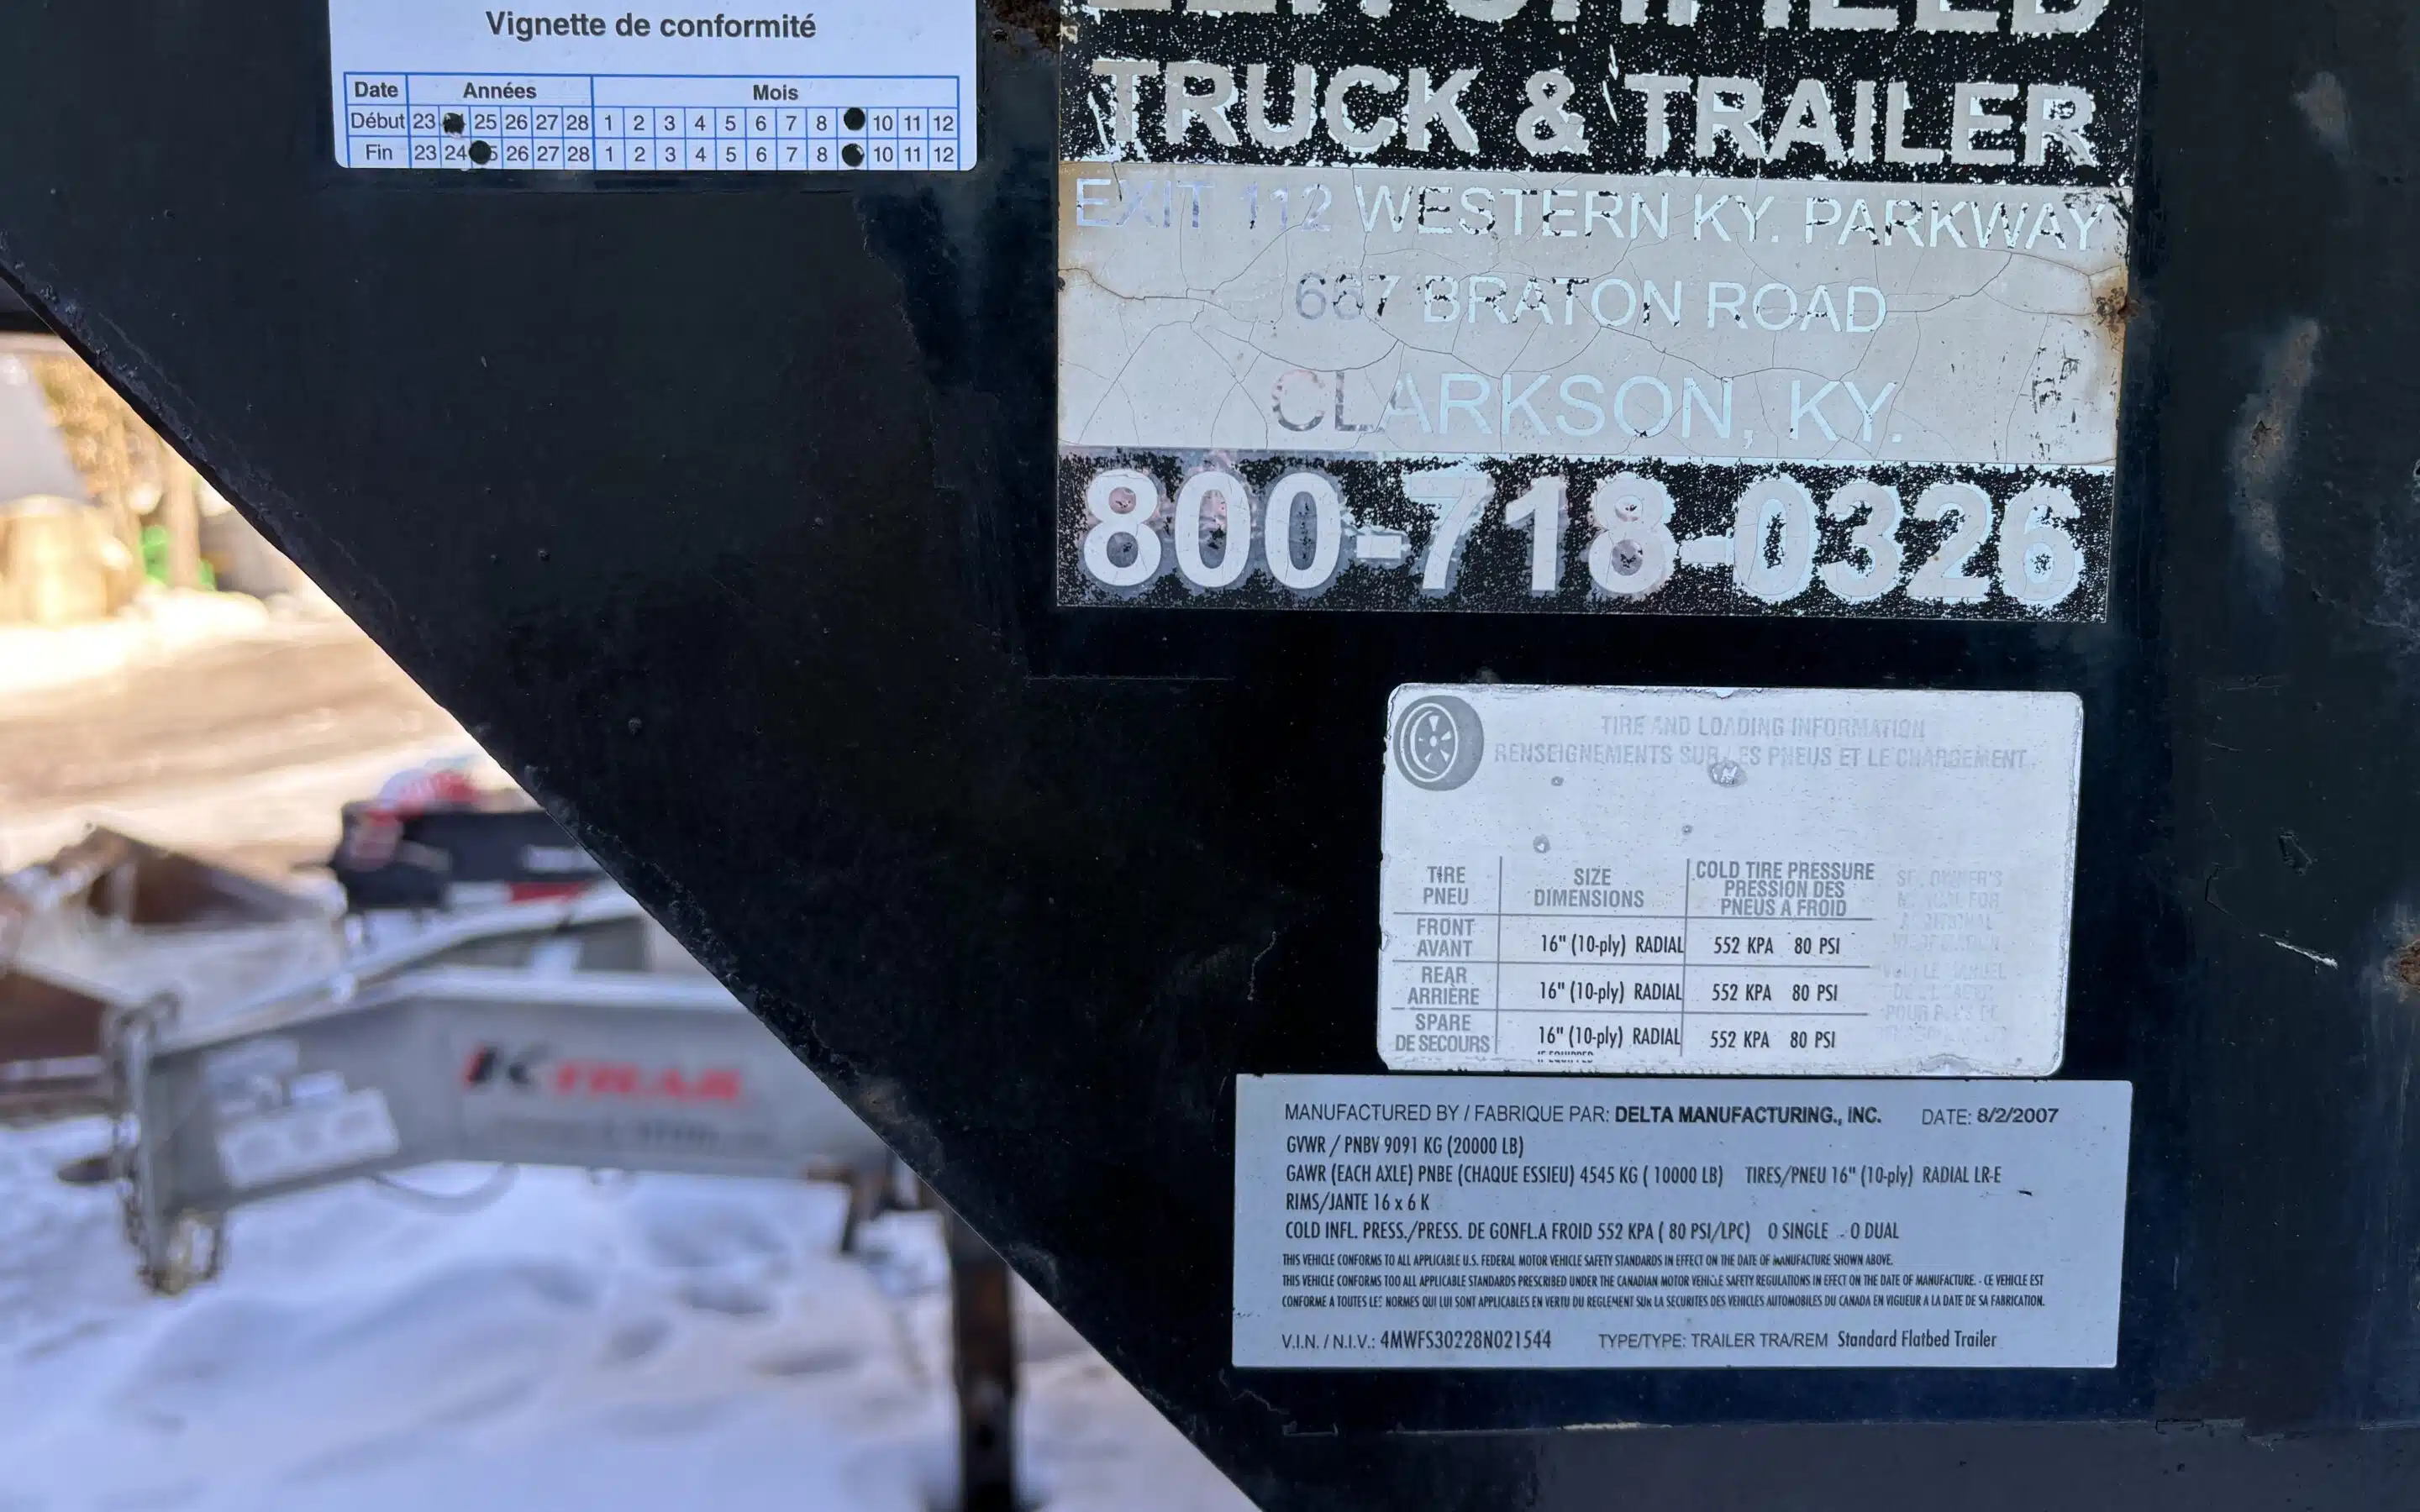 Vignette de conformité
Date Années Mois
Début 23 25 26 27 28 1 2 3 4 5 6 7 8 10 11 12
Fin 23 24 26 27 28 1 2 3 4 5 6 7 8 10 11 12
TRUCK & TRAILER
EXIT 112 WESTERN KY. PARKWAY
667 BRATON ROAD
CLARKSON, KY.
800-718-0326
TIRE AND LOADING INFORMATION
RENSEIGNEMENTS SUR LES PNEUS ET LE CHARGEMENT
TIRE
PNEU
SIZE
DIMENSIONS
COLD TIRE PRESSURE
PRESSION DES
PNEUS A FROID
FRONT
AVANT
16" (10-ply) RADIAL
552 KPA 80 PSI
REAR
ARRIÈRE
16" (10-ply) RADIAL
552 KPA 80 PSI
SPARE
DE SECOURS
16" (10-ply) RADIAL
552 KPA 80 PSI
MANUFACTURED BY / FABRIQUE PAR: DELTA MANUFACTURING., INC. DATE: 8/2/2007
GVWR / PNBV 9091 KG (20000 LB)
GAWR (EACH AXLE) PNBE (CHAQUE ESSIEU) 4545 KG ( 10000 LB) TIRES/PNEU 16" (10-ply) RADIAL LR-E
RIMS/JANTE 16 x 6 K
COLD INFL. PRESS./PRESS. DE GONFL.A FROID 552 KPA ( 80 PSI/LPC) O SINGLE - O DUAL
THIS VEHICLE CONFORMS TO ALL APPLICABLE U.S. FEDERAL MOTOR VEHICLE SAFETY STANDARDS IN EFFECT ON THE DATE OF MANUFACTURE SHOWN ABOVE.
THIS VEHICLE CONFORMS TOO ALL APPLICABLE STANDARDS PRESCRIBED UNDER THE CANADIAN MOTOR VEHICLE SAFETY REGULATIONS IN EFECT ON THE DATE OF MANUFACTURE. - CE VEHICLE EST
CONFORME A TOUTES LES NORMES QUI LUI SONT APPLICABLES EN VERTU DU REGLEMENT SUR LA SECURITES DES VEHICLES AUTOMOBILES DU CANADA EN VIGUEUR A LA DATE DE SA FABRICATION.
V.I.N. / N.I.V.: 4MWFS30228N021544 TYPE/TYPE: TRAILER TRA/REM Standard Flatbed Trailer
K TRAIL